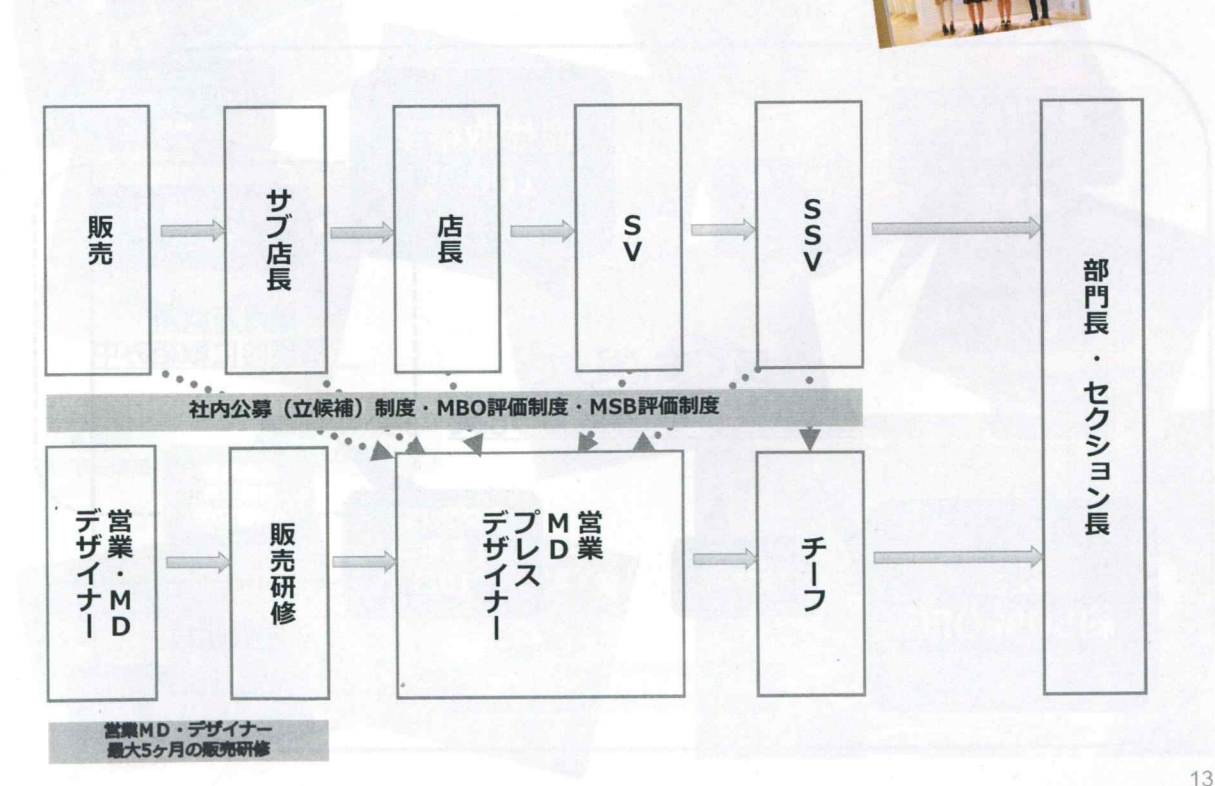 販売
サブ店長
店長
SV
SSV
部門長・セクション長
社内公募（立候補）制度・MBO評価制度・MSB評価制度
営業・MD
デザイナー
販売研修
営業
MD
プレス
デザイナー
チーフ
営業MD・デザイナー
最大5ヶ月の販売研修
13